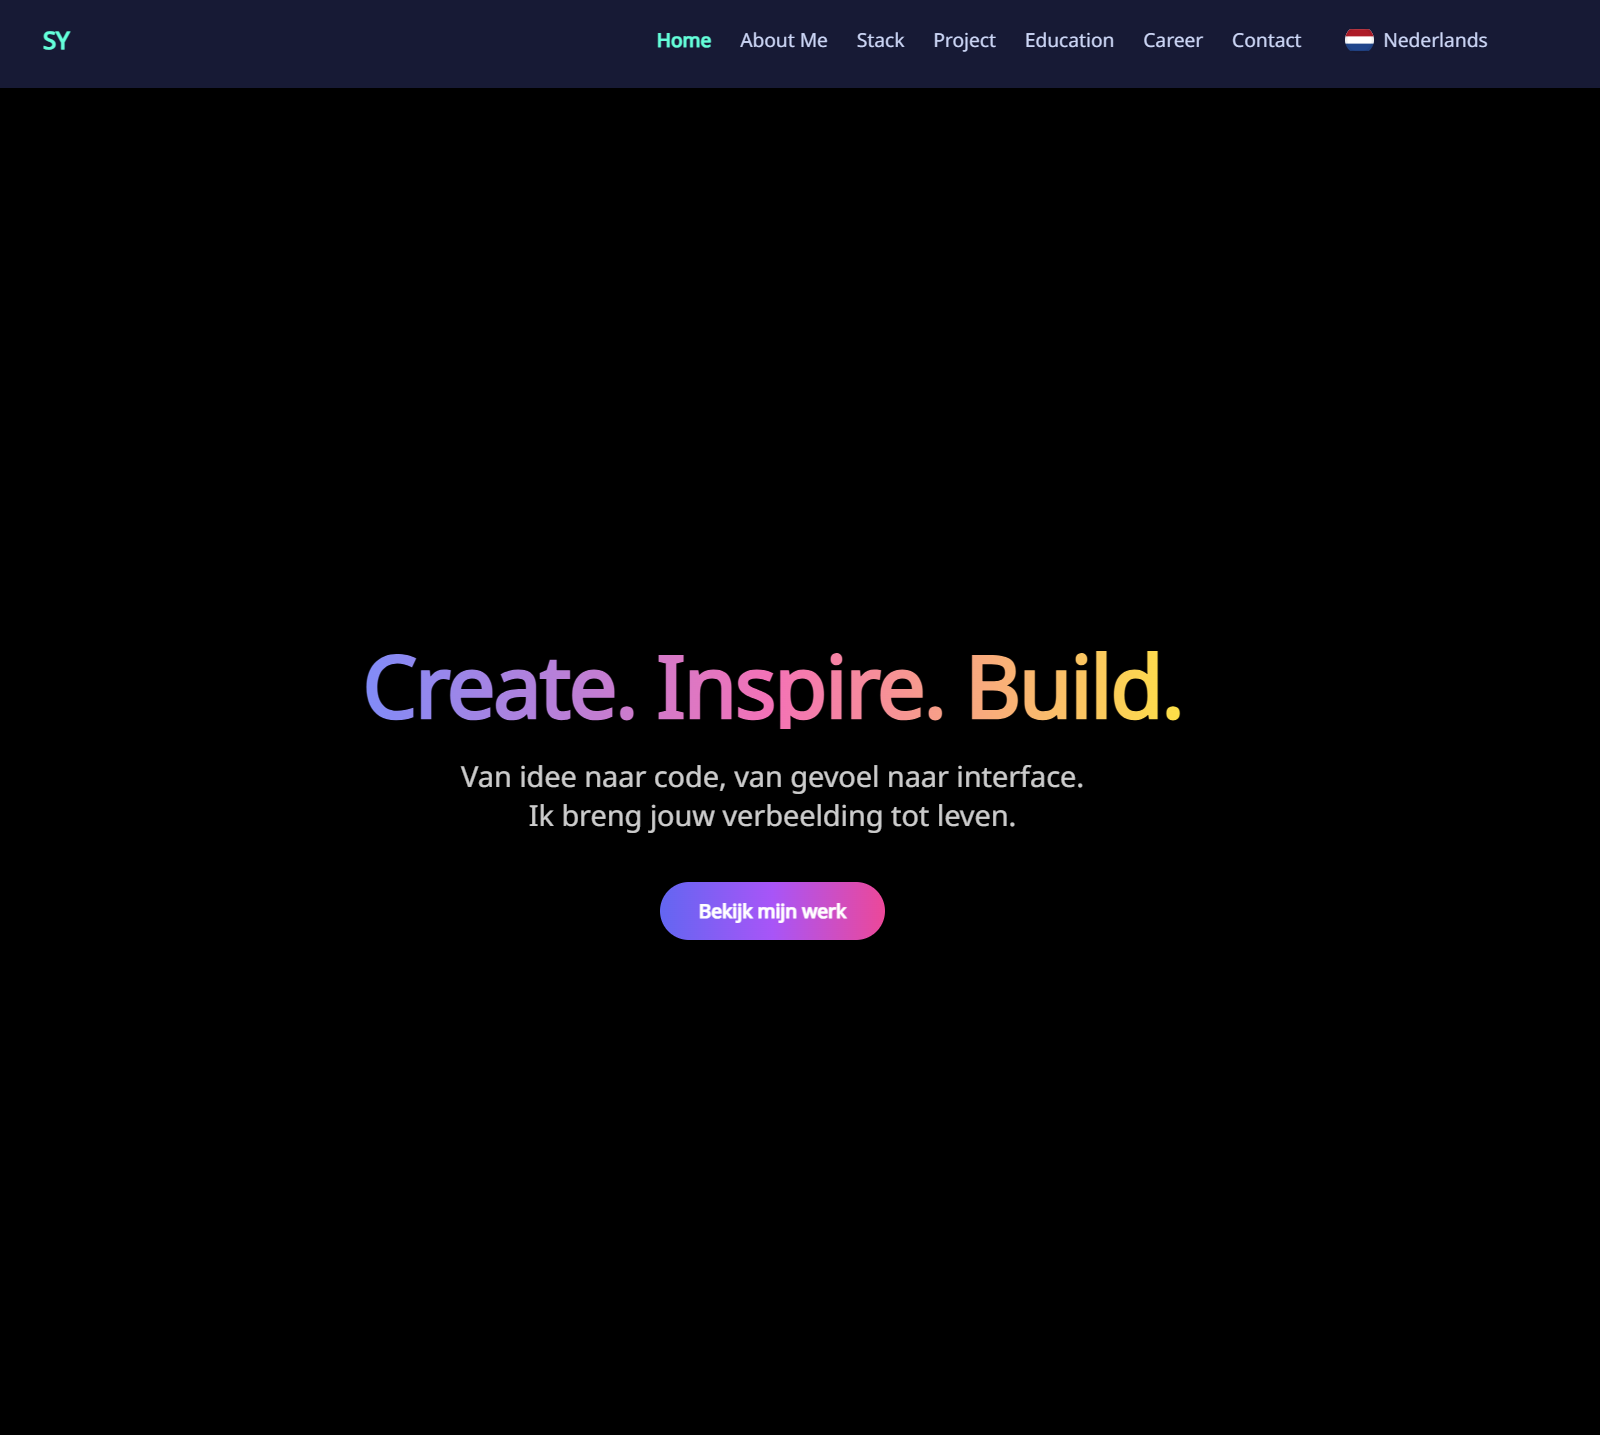 SY
Home About Me Stack Project Education Career Contact Nederlands
Create. Inspire. Build.
Van idee naar code, van gevoel naar interface.
Ik breng jouw verbeelding tot leven.
Bekijk mijn werk